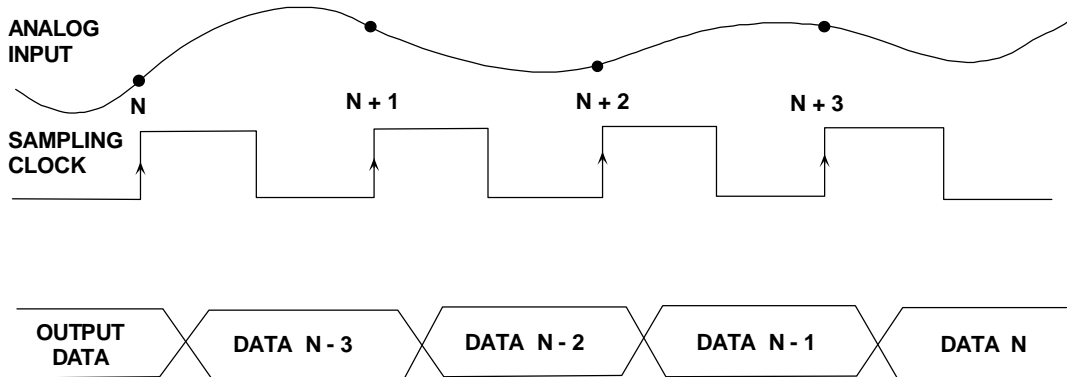 ANALOG
INPUT
N
N + 1
N + 2
N + 3
SAMPLING
CLOCK
OUTPUT
DATA
DATA N - 3
DATA N - 2
DATA N - 1
DATA N